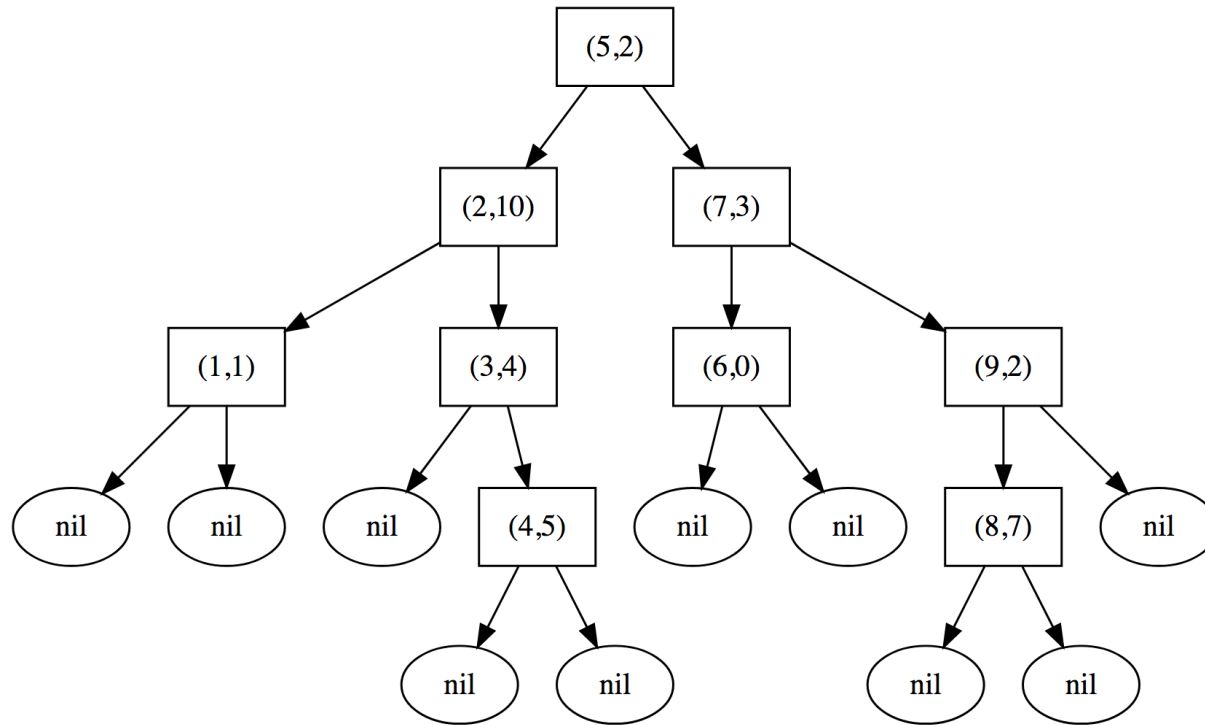 (5,2)
(2,10)
(7,3)
(1,1)
(3,4)
(6,0)
(9,2)
nil
nil
nil
(4,5)
nil
nil
(8,7)
nil
nil
nil
nil
nil